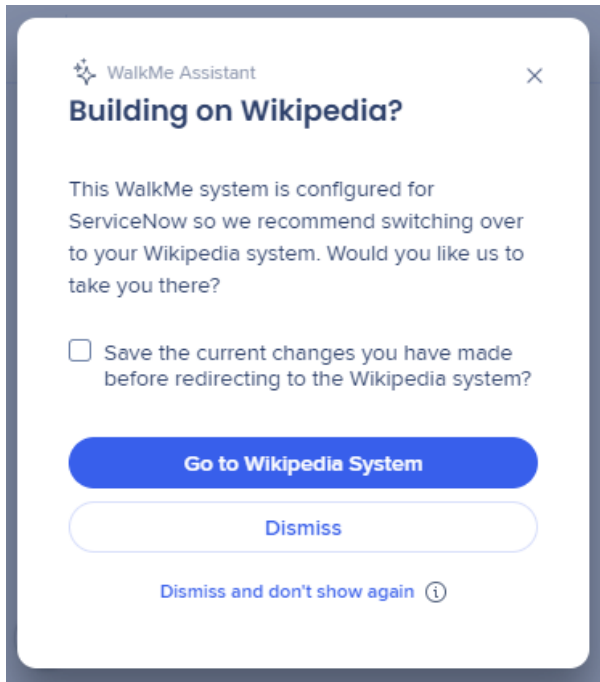 WalkMe Assistant
Building on Wikipedia?
This WalkMe system is configured for
ServiceNow so we recommend switching over
to your Wikipedia system. Would you like us to
take you there?
Save the current changes you have made
before redirecting to the Wikipedia system?
Go to Wikipedia System
Dismiss
Dismiss and don't show again